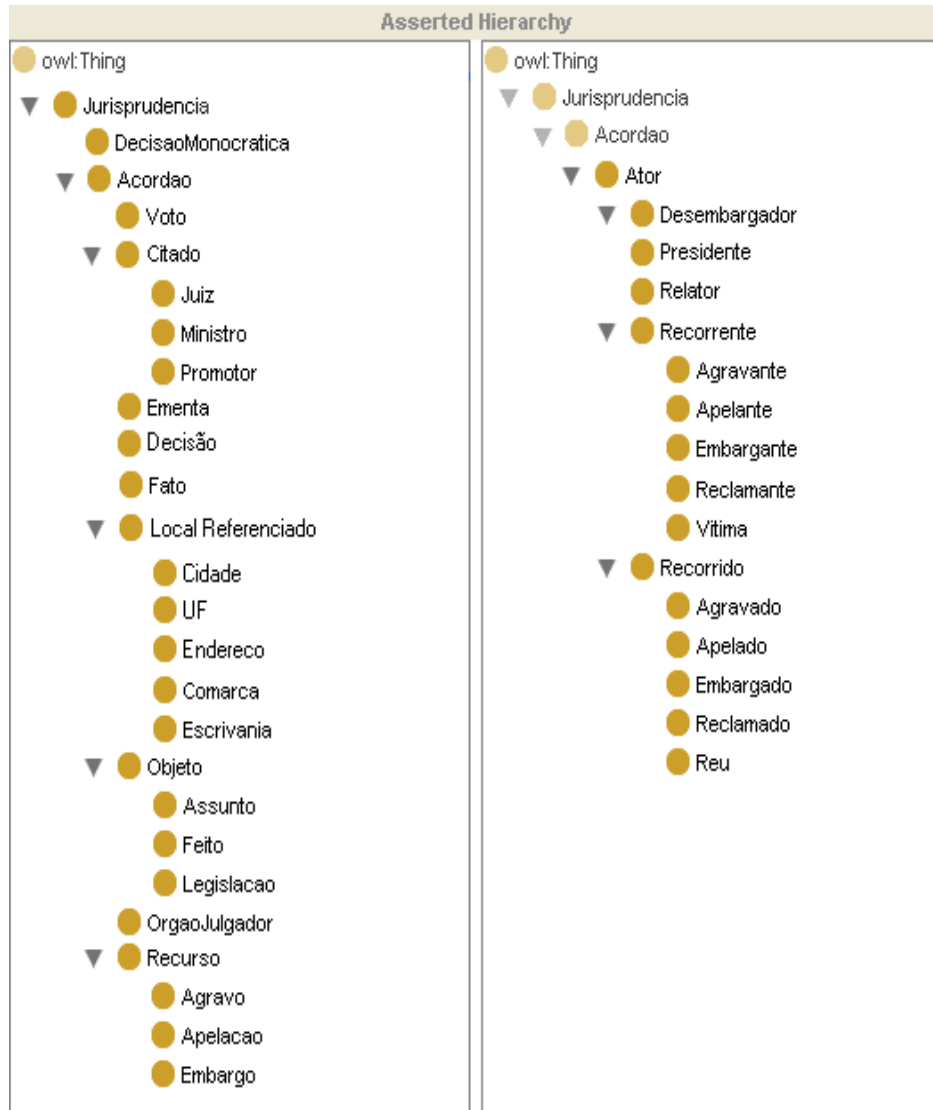 Asserted Hierarchy
owl:Thing
Jurisprudencia
DecisaoMonocratica
Acordao
Voto
Citado
Juiz
Ministro
Promotor
Ementa
Decisão
Fato
Local Referenciado
Cidade
UF
Endereco
Comarca
Escrivania
Objeto
Assunto
Feito
Legislacao
OrgaoJulgador
Recurso
Agravo
Apelacao
Embargo
owl:Thing
Jurisprudencia
Acordao
Ator
Desembargador
Presidente
Relator
Recorrente
Agravante
Apelante
Embargante
Reclamante
Vitima
Recorrido
Agravado
Apelado
Embargado
Reclamado
Reu